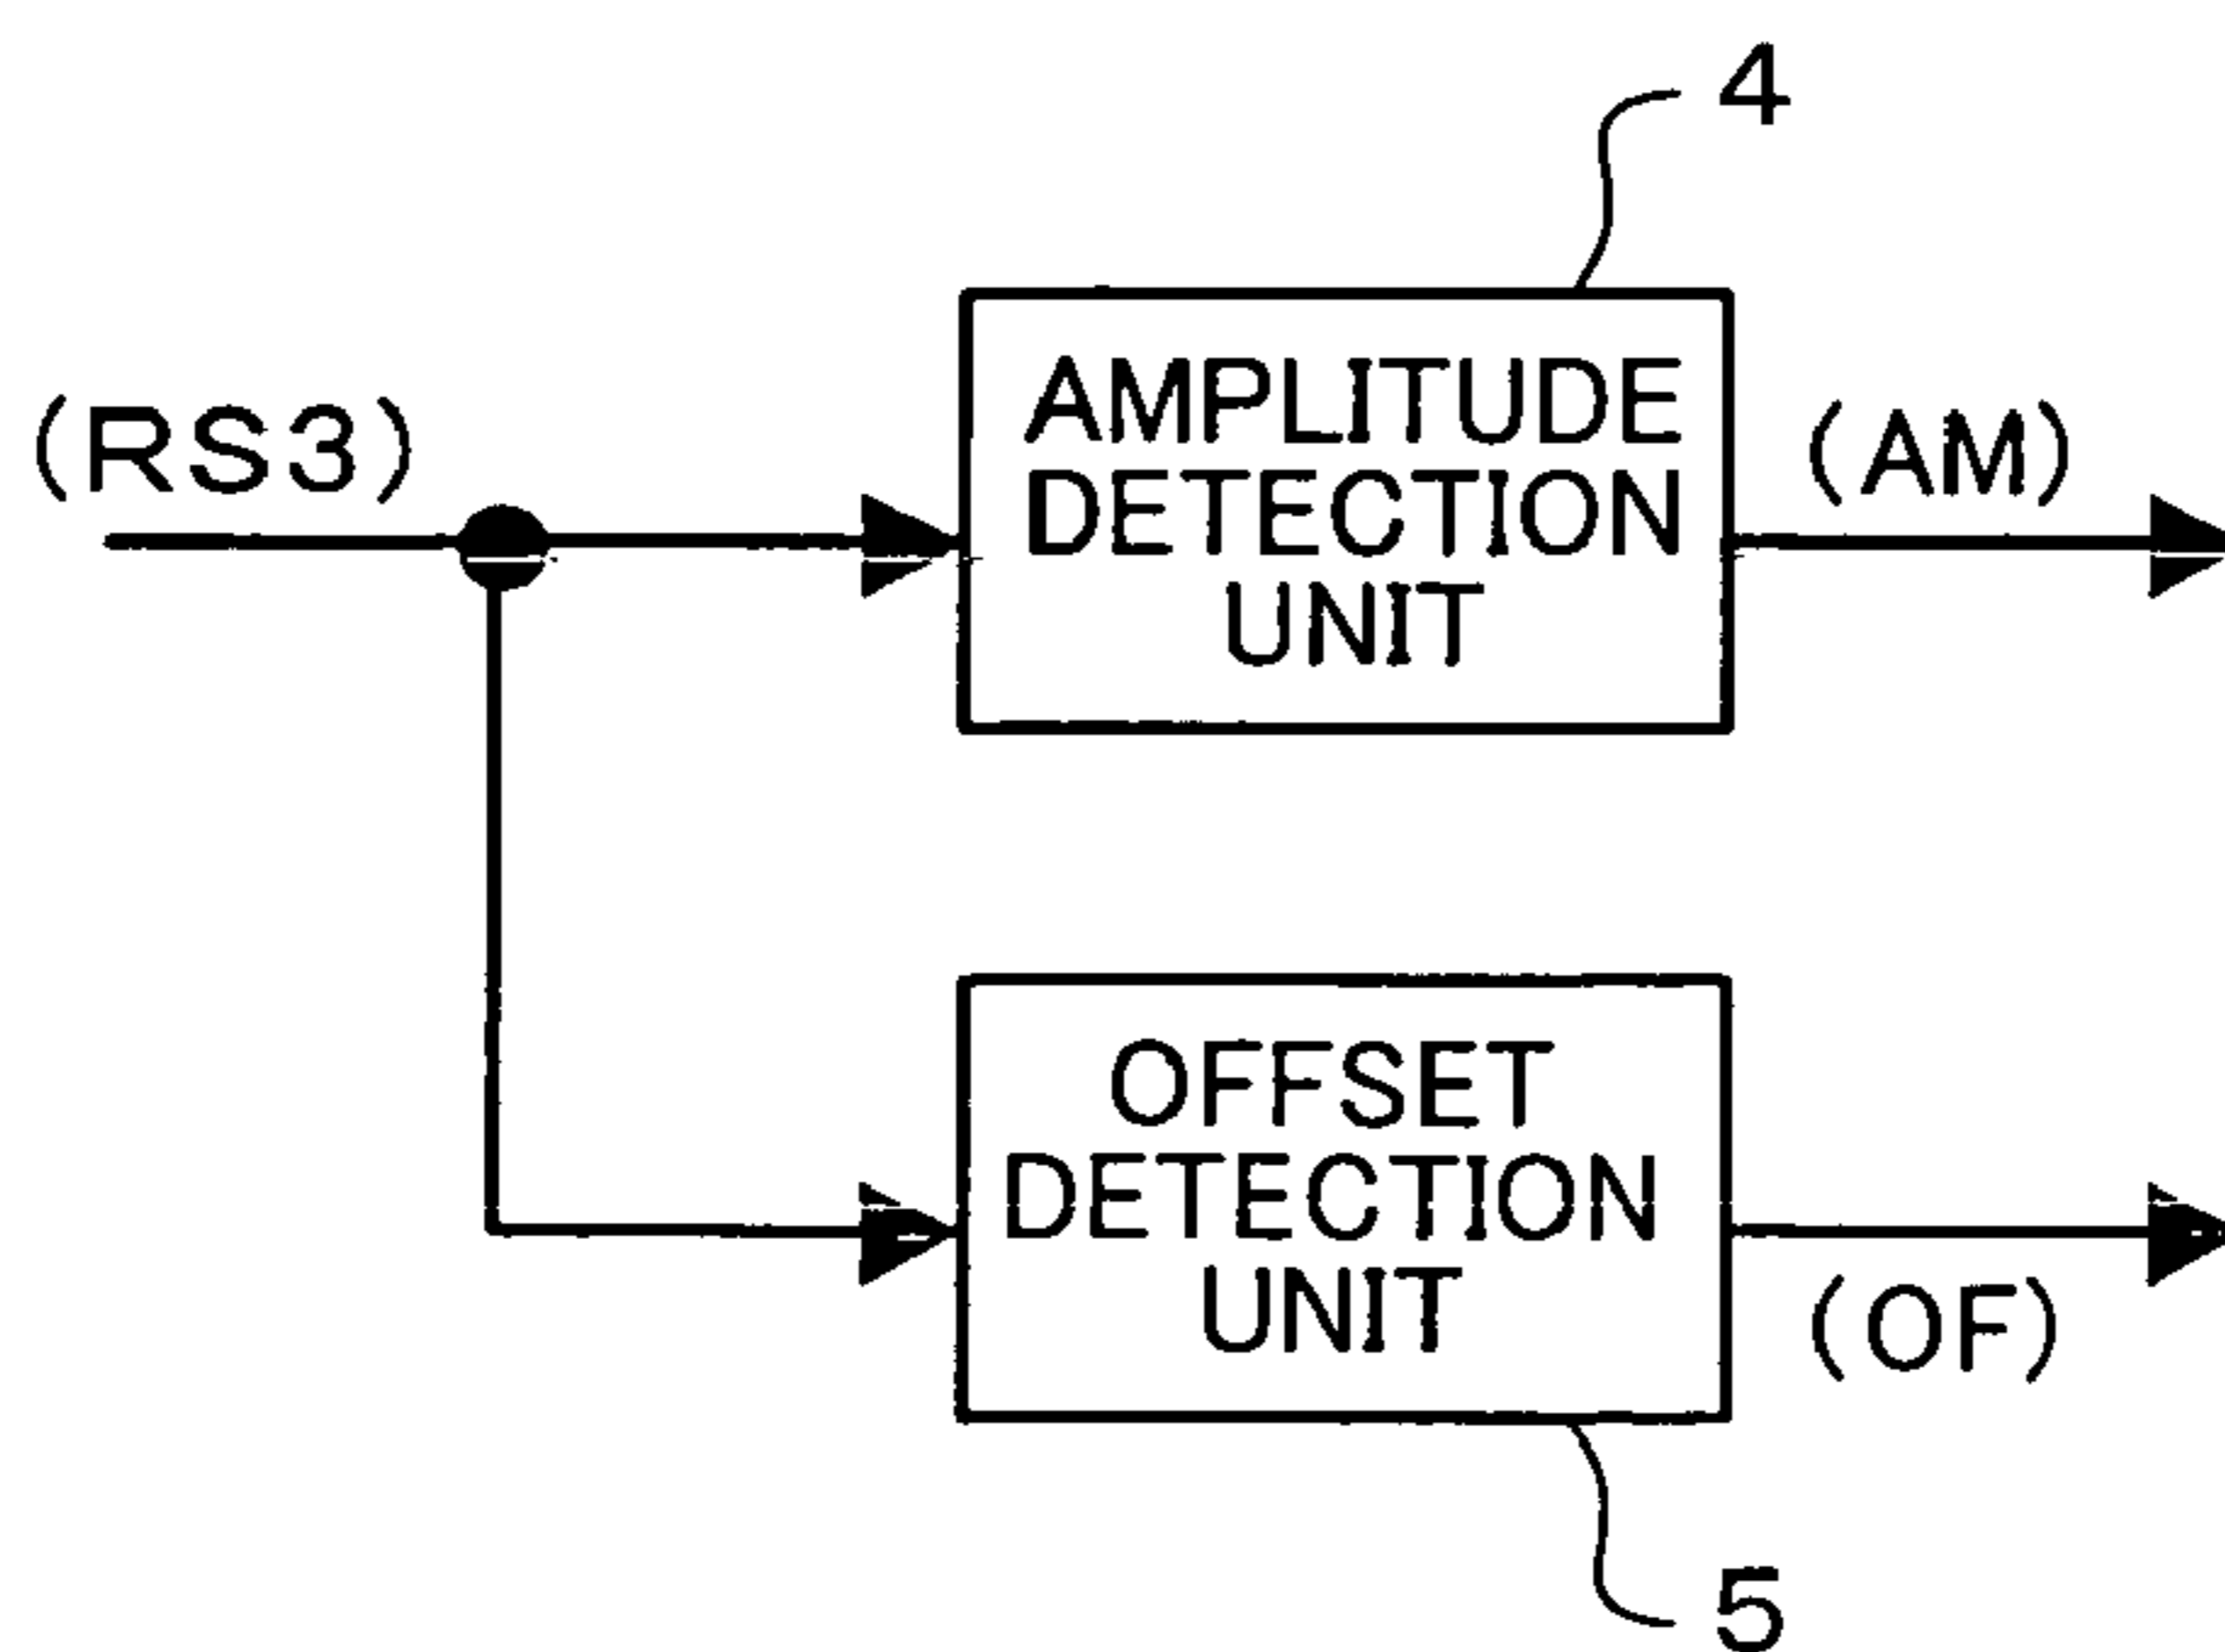 4
(RS3)
AMPLITUDE
DETECTION
UNIT
(AM)
OFFSET
DETECTION
UNIT
(OF)
5